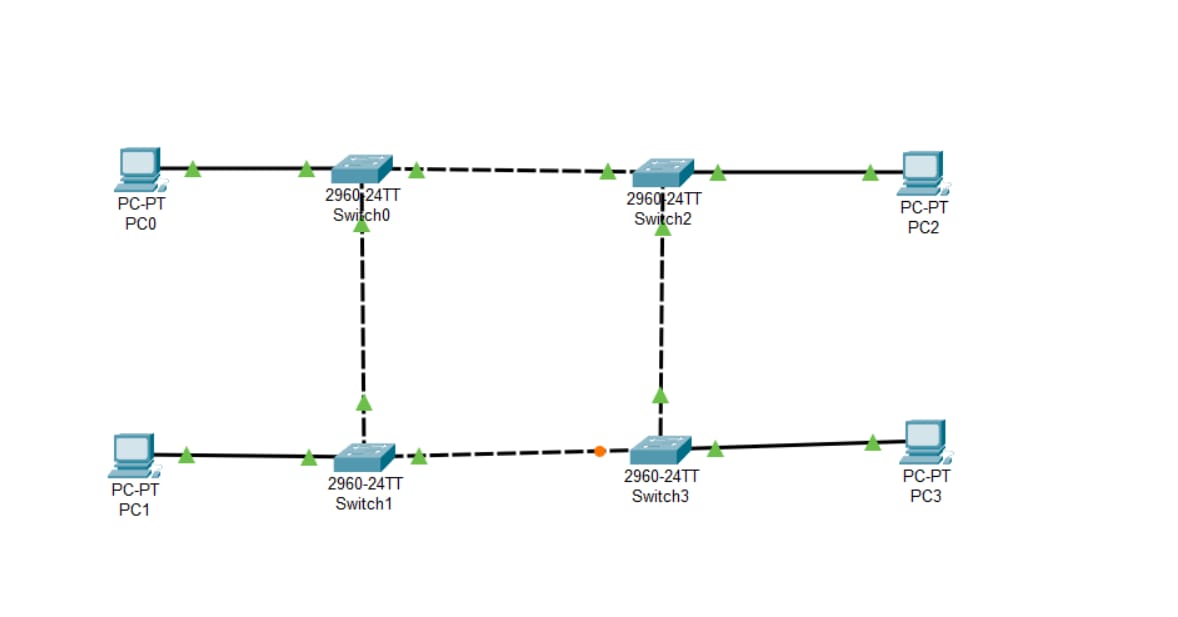 PC-PT
PC0
2960-24TT
Switch0
2960-24TT
Switch2
PC-PT
PC2
PC-PT
PC1
2960-24TT
Switch1
2960-24TT
Switch3
PC-PT
PC3